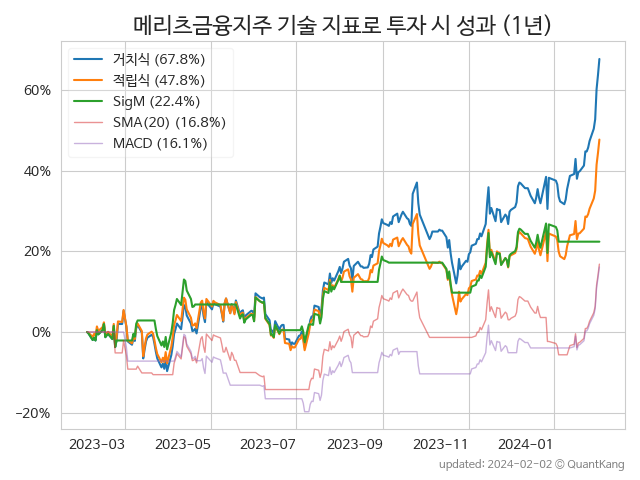 메리츠금융지주 기술 지표로 투자 시 성과 (1년)
거치식 (67.8%)
적립식 (47.8%)
SigM (22.4%)
SMA(20) (16.8%)
MACD (16.1%)
60%
40%
20%
0%
−20%
2023−03 2023−05 2023−07 2023−09 2023−11 2024−01
updated: 2024-02-02 © QuantKang